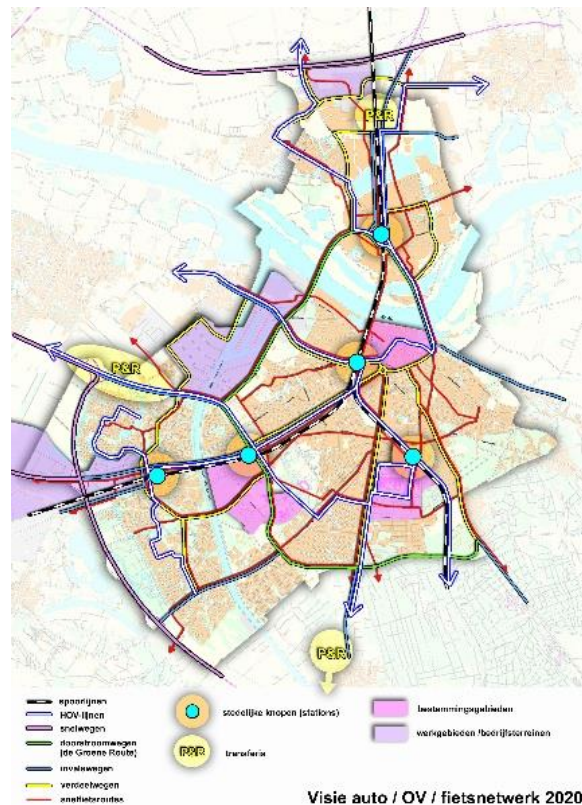 P&R
P&R
P&R
spoorlijnen
HOV-lijnen
snelwegen
doorstroomwegen
(de Groene Route)
invalswegen
verdeelwegen
snelfietsroutes
stedelijke knopen (stations)
P&R
transferia
bestemmingsgebieden
werkgebieden /bedrijfsterreinen
Visie auto / OV / fietsnetwerk 2020